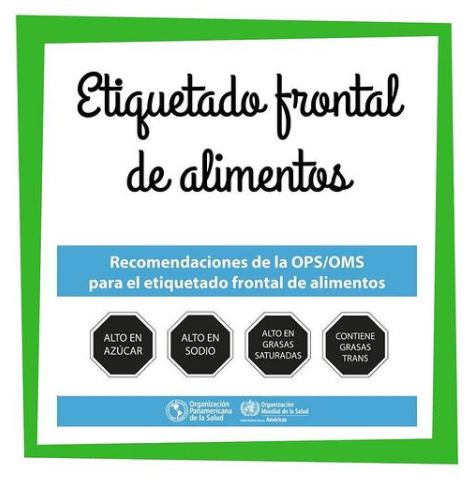 Etiquetado frontal
de alimentos
Recomendaciones de la OPS/OMS
para el etiquetado frontal de alimentos
ALTO EN
AZÚCAR
ALTO EN
SODIO
ALTO EN
GRASAS
SATURADAS
CONTIENE
GRASAS
TRANS
Organización
Panamericana
de la Salud
Organización
Mundial de la Salud
Américas